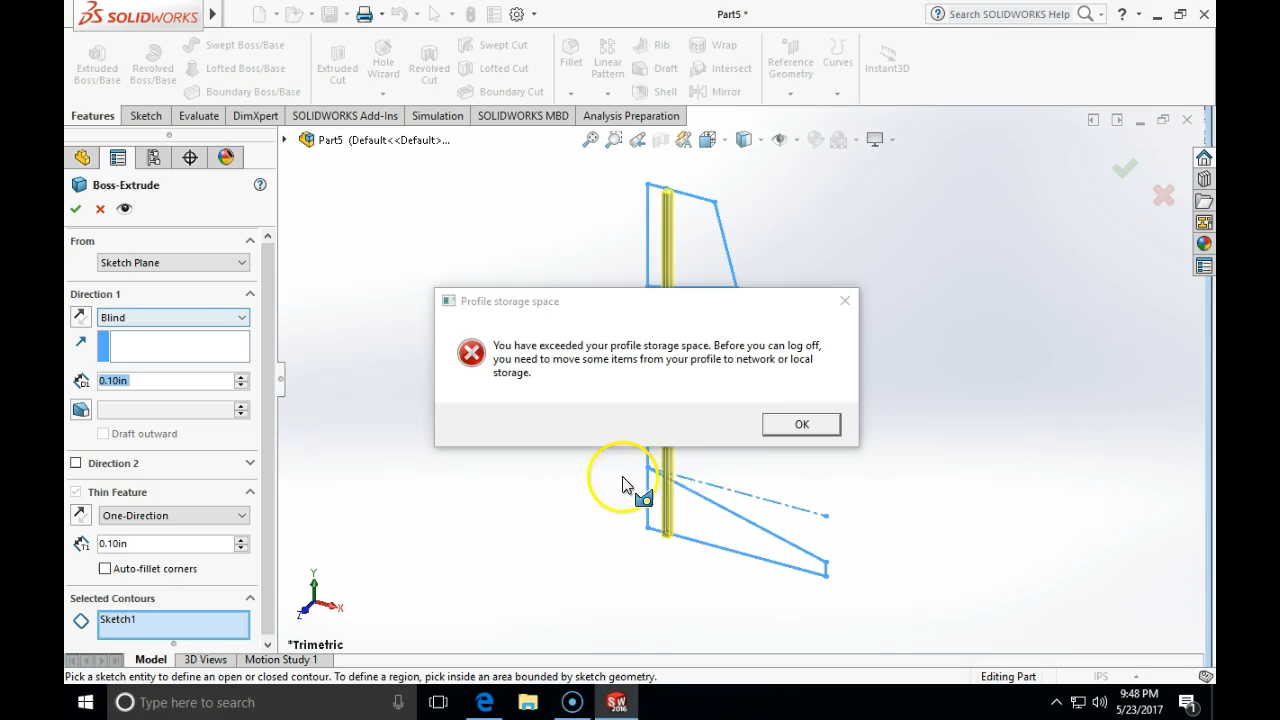 SOLIDWORKS
Part5 *
Search SOLIDWORKS Help
?
Extruded Boss/Base
Revolved Boss/Base
Swept Boss/Base
Lofted Boss/Base
Boundary Boss/Base
Extruded Cut
Hole Wizard
Revolved Cut
Swept Cut
Lofted Cut
Boundary Cut
Fillet
Linear Pattern
Rib
Draft
Shell
Wrap
Intersect
Mirror
Reference Geometry
Curves
Instant3D
Features
Sketch
Evaluate
DimXpert
SOLIDWORKS Add-Ins
Simulation
SOLIDWORKS MBD
Analysis Preparation
Part5 (Default<<Default>...
Boss-Extrude
From
Sketch Plane
Direction 1
Blind
0.10in
Draft outward
Direction 2
Thin Feature
One-Direction
0.10in
Auto-fillet corners
Selected Contours
Sketch1
Profile storage space
You have exceeded your profile storage space. Before you can log off,
you need to move some items from your profile to network or local
storage.
OK
Y
X
Z
*Trimetric
Model
3D Views
Motion Study 1
Pick a sketch entity to define an open or closed contour. To define a region, pick inside an area bounded by sketch geometry.
Editing Part
IPS
Type here to search
SW
2016
9:48 PM
5/23/2017
1